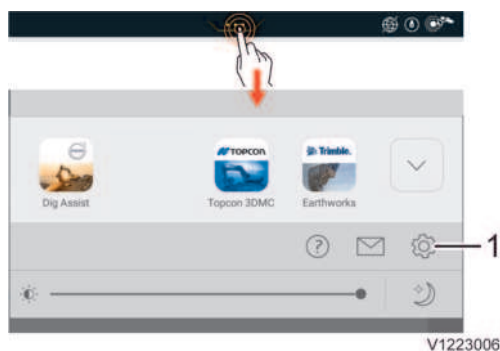 TOPCON
Trimble.
Dig Assist
Topcon 3DMC
Earthworks
?
1
V1223006